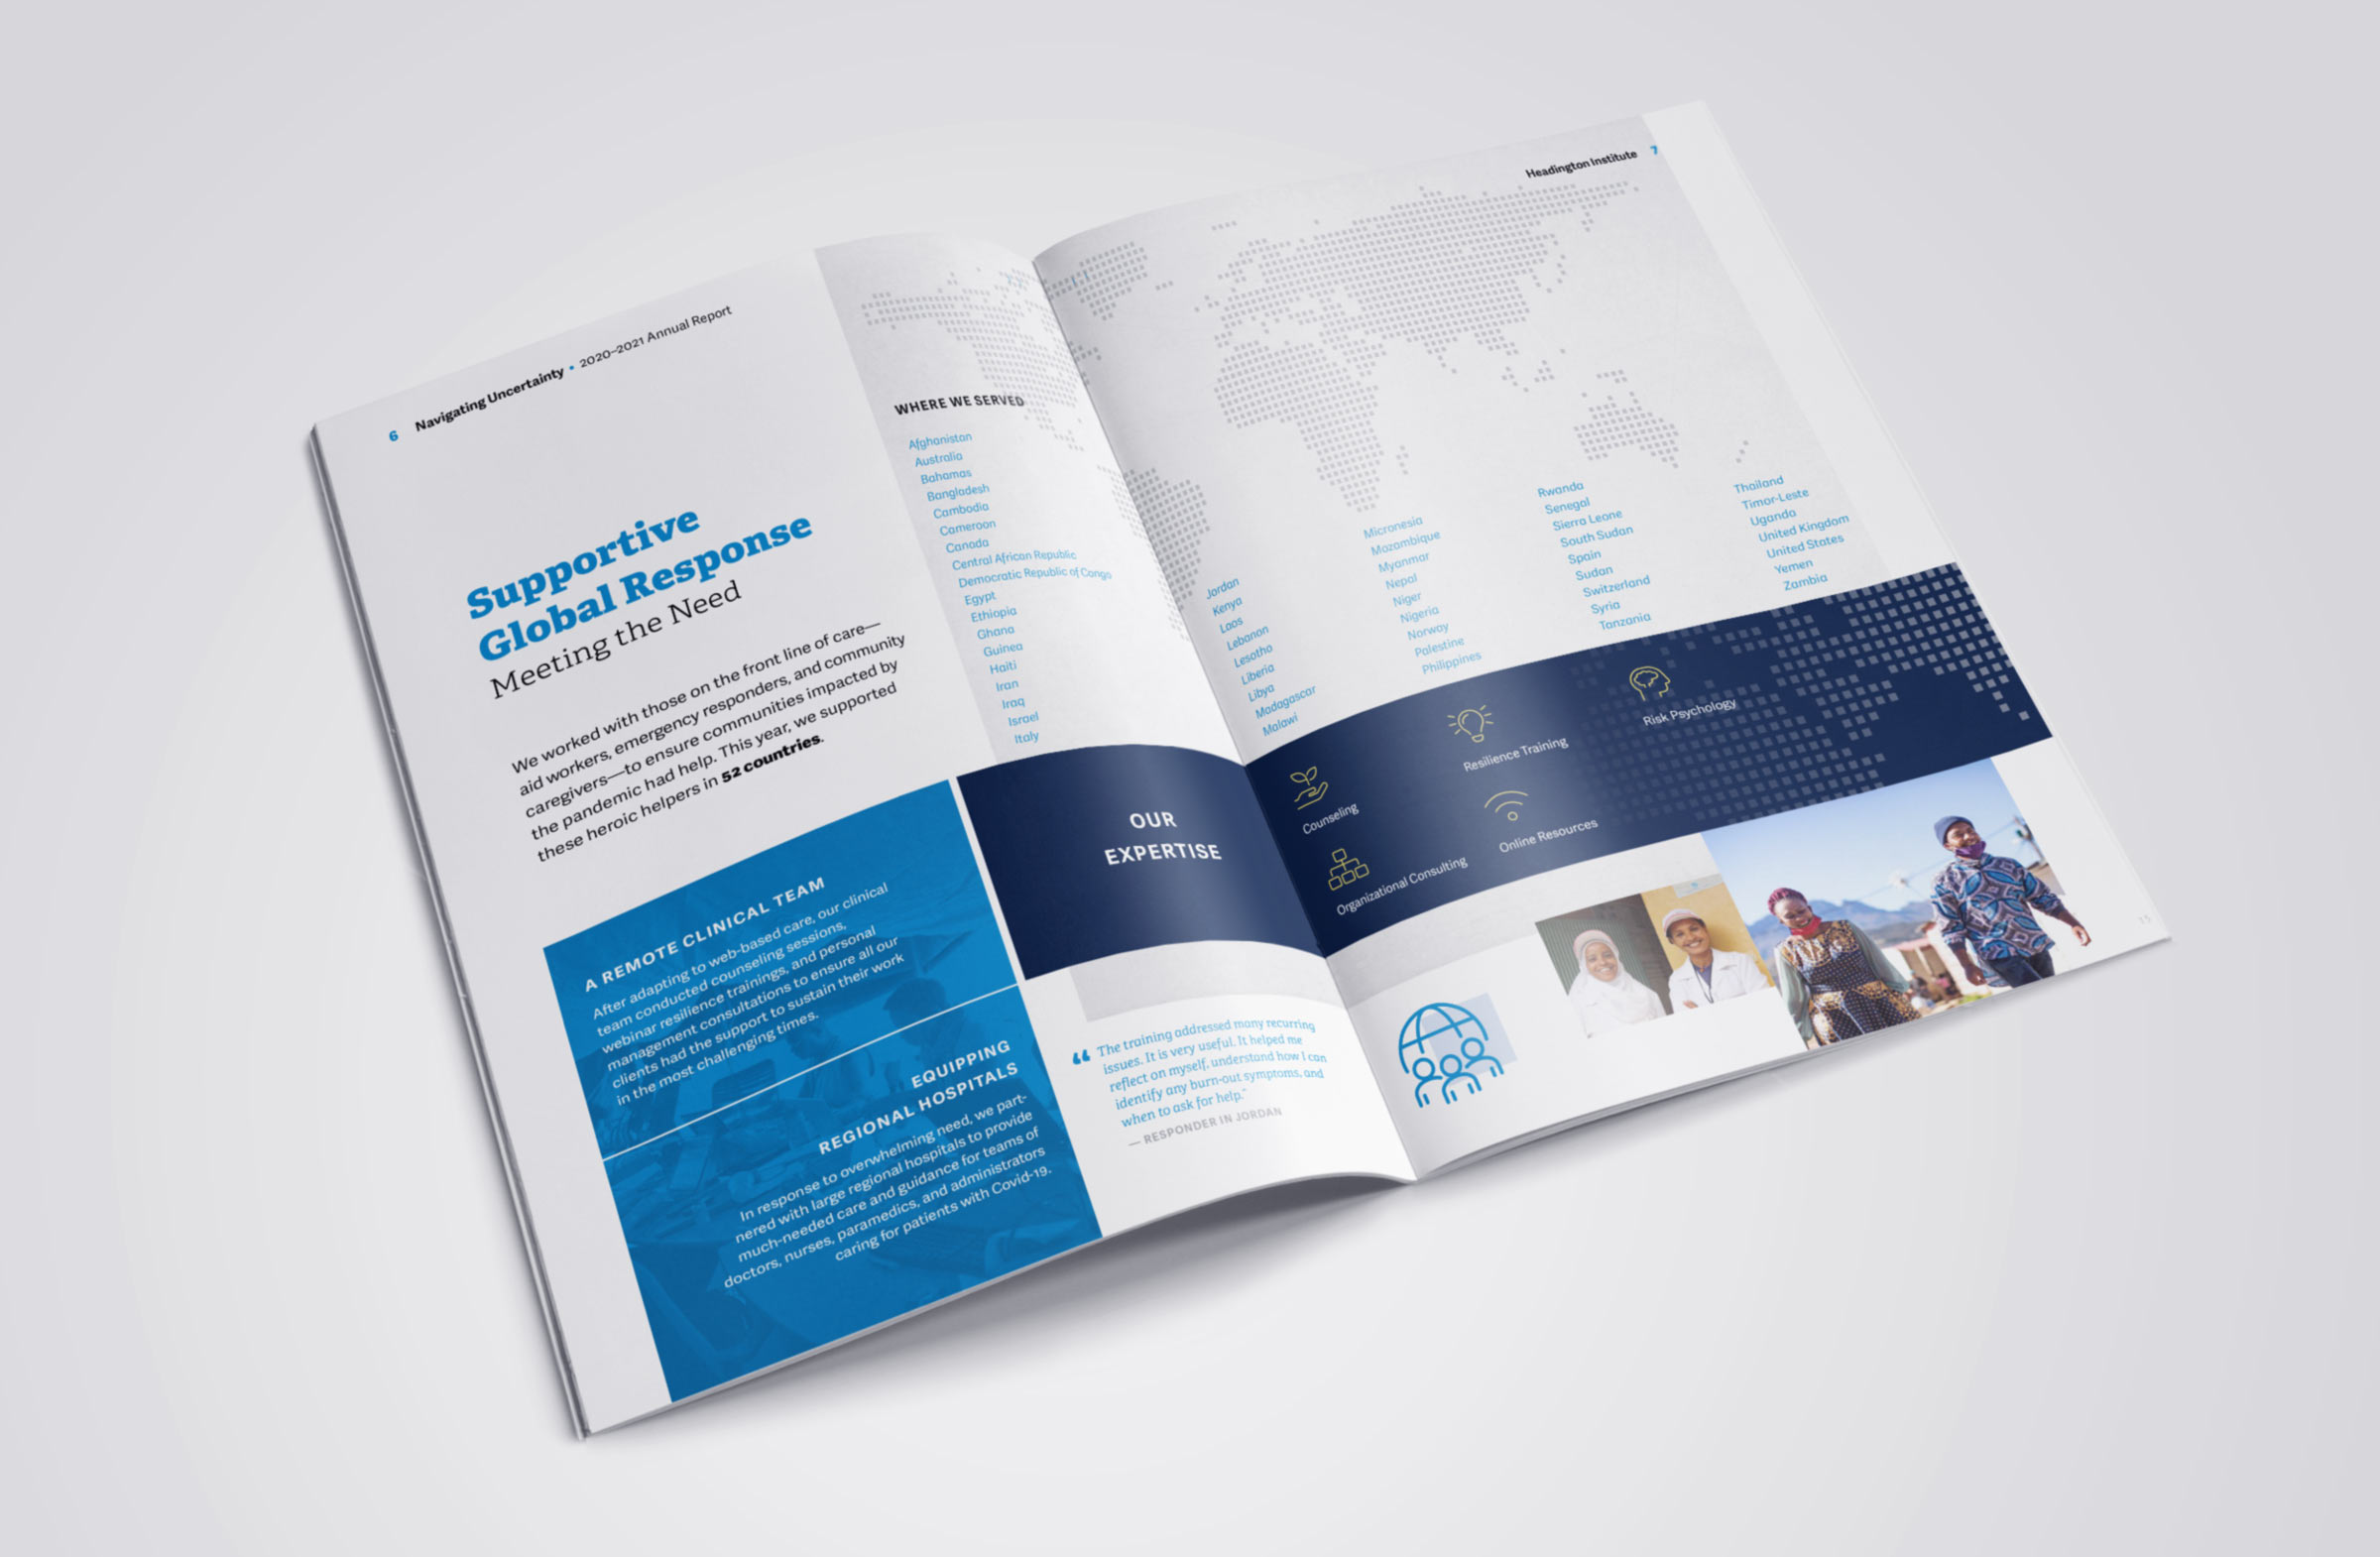 6 Navigating Uncertainty • 2020–2021 Annual Report
Supportive
Global Response
Meeting the Need
We worked with those on the front line of care—
aid workers, emergency responders, and community
caregivers—to ensure communities impacted by
the pandemic had help. This year, we supported
these heroic helpers in 52 countries.
A REMOTE CLINICAL TEAM
After adapting to web-based care, our clinical
team conducted counseling sessions,
webinar resilience trainings, and personal
management consultations to ensure all our
clients had the support to sustain their work
in the most challenging times.
EQUIPPING
REGIONAL HOSPITALS
In response to overwhelming need, we part-
nered with large regional hospitals to provide
much-needed care and guidance for teams of
doctors, nurses, paramedics, and administrators
caring for patients with Covid-19.
WHERE WE SERVED
Afghanistan
Australia
Bahamas
Bangladesh
Cambodia
Cameroon
Canada
Central African Republic
Democratic Republic of Congo
Egypt
Ethiopia
Ghana
Guinea
Haiti
Iran
Iraq
Israel
Italy
OUR
EXPERTISE
“ The training addressed many recurring
issues. It is very useful. It helped me
reflect on myself, understand how I can
identify any burn-out symptoms, and
when to ask for help.”
— RESPONDER IN JORDAN
Headington Institute 7
Jordan
Kenya
Laos
Lebanon
Lesotho
Liberia
Libya
Madagascar
Malawi
Micronesia
Mozambique
Myanmar
Nepal
Niger
Nigeria
Norway
Palestine
Philippines
Rwanda
Senegal
Sierra Leone
South Sudan
Spain
Sudan
Switzerland
Syria
Tanzania
Thailand
Timor-Leste
Uganda
United Kingdom
United States
Yemen
Zambia
Counseling
Resilience Training
Risk Psychology
Organizational Consulting
Online Resources
15